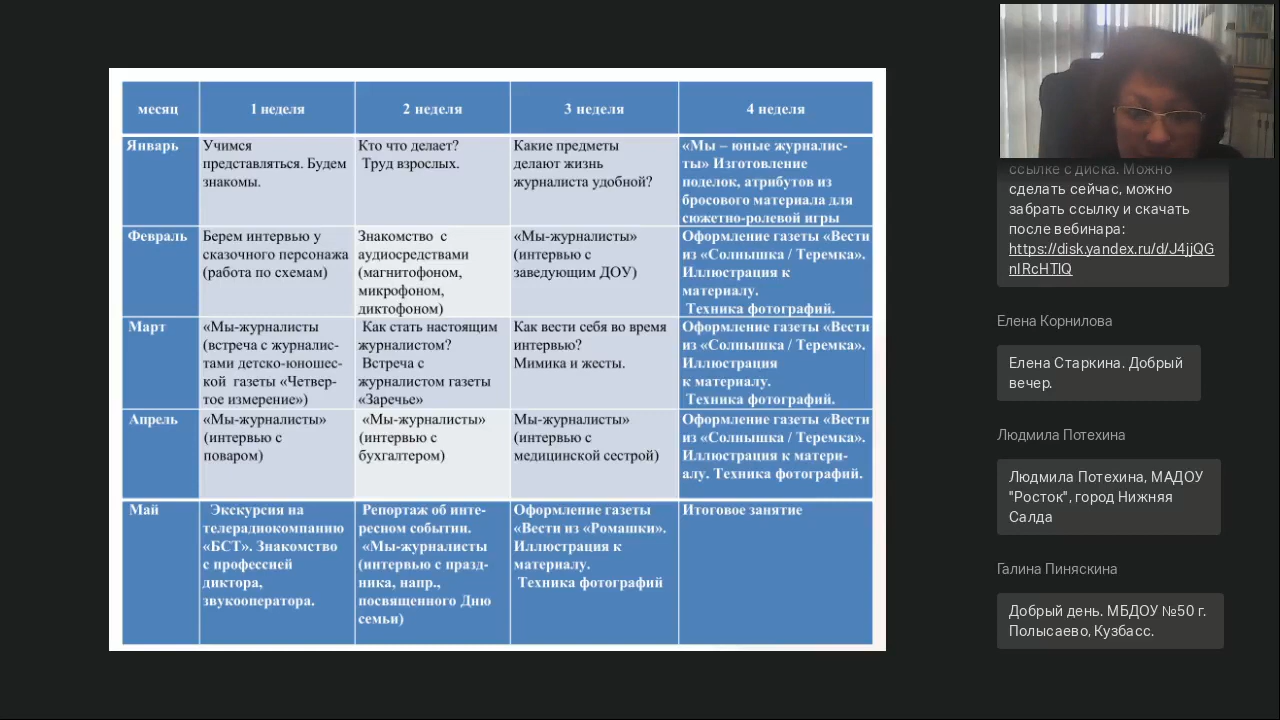 месяц
1 неделя
2 неделя
3 неделя
4 неделя
Январь
Учимся
представляться. Будем
знакомы.
Кто что делает?
Труд взрослых.
Какие предметы
делают жизнь
журналиста удобной?
«Мы – юные журналис-
ты» Изготовление
поделок, атрибутов из
бросового материала для
сюжетно-ролевой игры
Февраль
Берем интервью у
сказочного персонажа
(работа по схемам)
Знакомство с
аудиосредствами
(магнитофоном,
микрофоном,
диктофоном)
«Мы-журналисты»
(интервью с
заведующим ДОУ)
Оформление газеты «Вести
из «Солнышка / Теремка».
Иллюстрация к
материалу.
Техника фотографий.
Март
«Мы-журналисты
(встреча с журналис-
тами детско-юношес-
кой газеты «Четвер-
тое измерение»)
Как стать настоящим
журналистом?
Встреча с
журналистом газеты
«Заречье»
Как вести себя во время
интервью?
Мимика и жесты.
Оформление газеты «Вести
из «Солнышка / Теремка».
Иллюстрация
к материалу.
Техника фотографий.
Апрель
«Мы-журналисты»
(интервью с
поваром)
«Мы-журналисты»
(интервью с
бухгалтером)
Мы-журналисты»
(интервью с
медицинской сестрой)
Оформление газеты «Вести
из «Солнышка / Теремка».
Иллюстрация к матери-
алу. Техника фотографий.
Май
Экскурсия на
телерадиокомпанию
«БСТ». Знакомство
с профессией
диктора,
звукооператора.
Репортаж об инте-
ресном событии.
«Мы-журналисты
(интервью с празд-
ника, напр.,
посвященного Дню
семьи)
Оформление газеты
«Вести из «Ромашки».
Иллюстрация к
материалу.
Техника фотографий
Итоговое занятие
ссылке с диска. Можно
сделать сейчас, можно
забрать ссылку и скачать
после вебинара:
https://disk.yandex.ru/d/J4jjQG
nIRcHTlQ
Елена Корнилова
Елена Старкина. Добрый
вечер.
Людмила Потехина
Людмила Потехина, МАДОУ
"Росток", город Нижняя
Салда
Галина Пиняскина
Добрый день. МБДОУ №50 г.
Полысаево, Кузбасс.